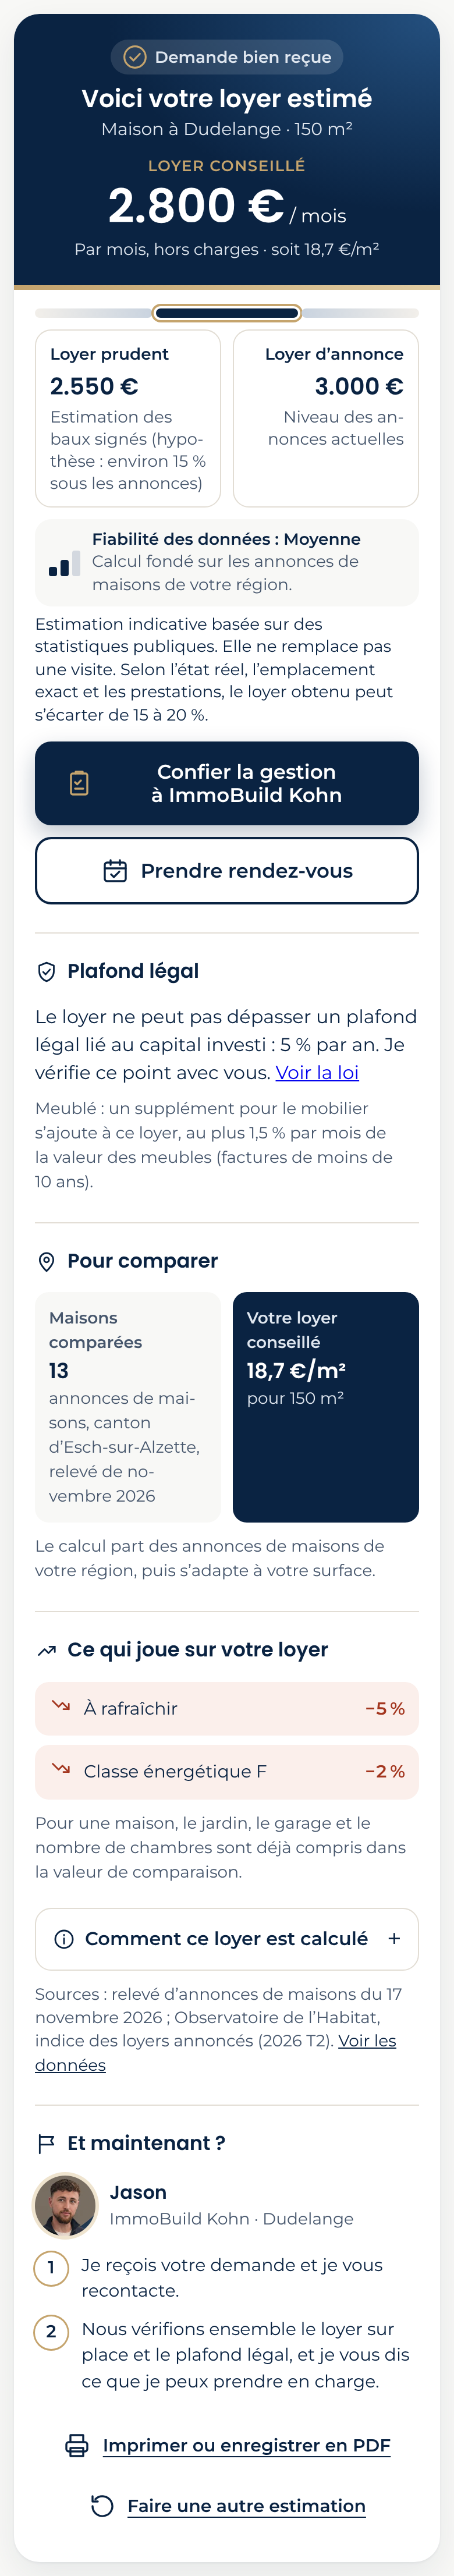 Demande bien reçue
Voici votre loyer estimé
Maison à Dudelange · 150 m²
LOYER CONSEILLÉ
2.800 € / mois
Par mois, hors charges · soit 18,7 €/m²
Loyer prudent
2.550 €
Estimation des
baux signés (hypo-
thèse : environ 15 %
sous les annonces)
Loyer d’annonce
3.000 €
Niveau des an-
nonces actuelles
Fiabilité des données : Moyenne
Calcul fondé sur les annonces de
maisons de votre région.
Estimation indicative basée sur des
statistiques publiques. Elle ne remplace pas
une visite. Selon l’état réel, l’emplacement
exact et les prestations, le loyer obtenu peut
s’écarter de 15 à 20 %.
Confier la gestion
à ImmoBuild Kohn
Prendre rendez-vous
Plafond légal
Le loyer ne peut pas dépasser un plafond
légal lié au capital investi : 5 % par an. Je
vérifie ce point avec vous. Voir la loi
Meublé : un supplément pour le mobilier
s’ajoute à ce loyer, au plus 1,5 % par mois de
la valeur des meubles (factures de moins de
10 ans).
Pour comparer
Maisons
comparées
13
annonces de mai-
sons, canton
d’Esch-sur-Alzette,
relevé de no-
vembre 2026
Votre loyer
conseillé
18,7 €/m²
pour 150 m²
Le calcul part des annonces de maisons de
votre région, puis s’adapte à votre surface.
Ce qui joue sur votre loyer
À rafraîchir −5 %
Classe énergétique F −2 %
Pour une maison, le jardin, le garage et le
nombre de chambres sont déjà compris dans
la valeur de comparaison.
Comment ce loyer est calculé +
Sources : relevé d’annonces de maisons du 17
novembre 2026 ; Observatoire de l’Habitat,
indice des loyers annoncés (2026 T2). Voir les
données
Et maintenant ?
Jason
ImmoBuild Kohn · Dudelange
1 Je reçois votre demande et je vous
recontacte.
2 Nous vérifions ensemble le loyer sur
place et le plafond légal, et je vous dis
ce que je peux prendre en charge.
Imprimer ou enregistrer en PDF
Faire une autre estimation